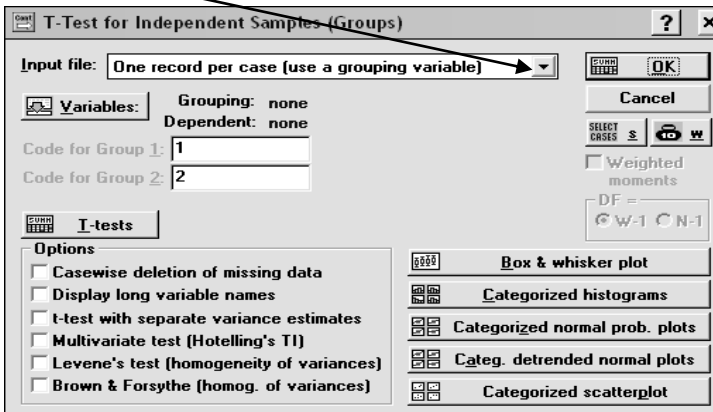 T-Test for Independent Samples (Groups)
?
Input file: One record per case (use a grouping variable)
OK
Variables: Grouping: none
Dependent: none
Cancel
SELECT CASES S W
Code for Group 1: 1
Code for Group 2: 2
Weighted moments
DF =
W-1 N-1
T-tests
Options
Casewise deletion of missing data
Display long variable names
t-test with separate variance estimates
Multivariate test (Hotelling's TI)
Levene's test (homogeneity of variances)
Brown & Forsythe (homog. of variances)
Box & whisker plot
Categorized histograms
Categorized normal prob. plots
Categ. detrended normal plots
Categorized scatterplot